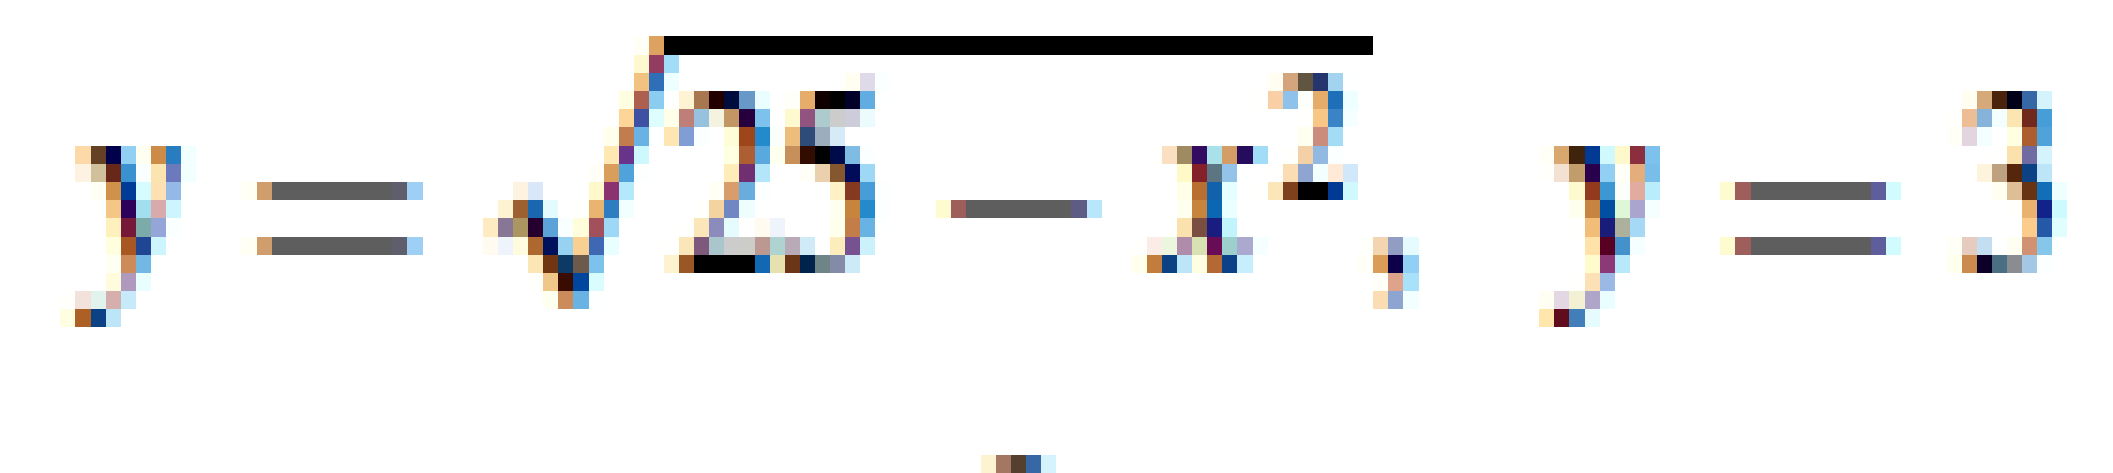 y = √25 − x², y = 3